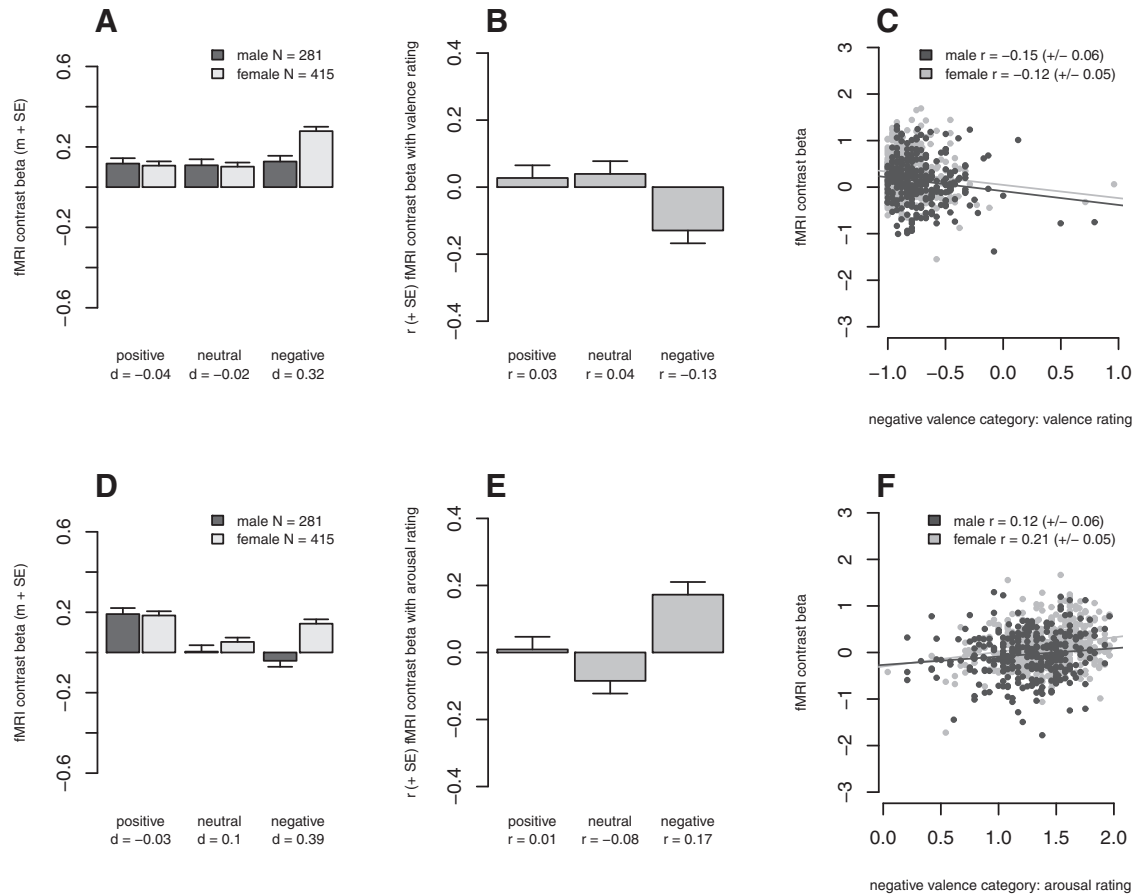 A
male N = 281
female N = 415
fMRI contrast beta (m + SE)
0.6
0.2
−0.2
−0.6
positive neutral negative
d = −0.04 d = −0.02 d = 0.32
B
r (+ SE) fMRI contrast beta with valence rating
0.4
0.2
0.0
−0.2
−0.4
positive neutral negative
r = 0.03 r = 0.04 r = −0.13
C
male r = −0.15 (+/− 0.06)
female r = −0.12 (+/− 0.05)
fMRI contrast beta
3
2
1
0
−1
−2
−3
−1.0 −0.5 0.0 0.5 1.0
negative valence category: valence rating
D
male N = 281
female N = 415
fMRI contrast beta (m + SE)
0.6
0.2
−0.2
−0.6
positive neutral negative
d = −0.03 d = 0.1 d = 0.39
E
r (+ SE) fMRI contrast beta with arousal rating
0.4
0.2
0.0
−0.2
−0.4
positive neutral negative
r = 0.01 r = −0.08 r = 0.17
F
male r = 0.12 (+/− 0.06)
female r = 0.21 (+/− 0.05)
fMRI contrast beta
3
2
1
0
−1
−2
−3
0.0 0.5 1.0 1.5 2.0
negative valence category: arousal rating